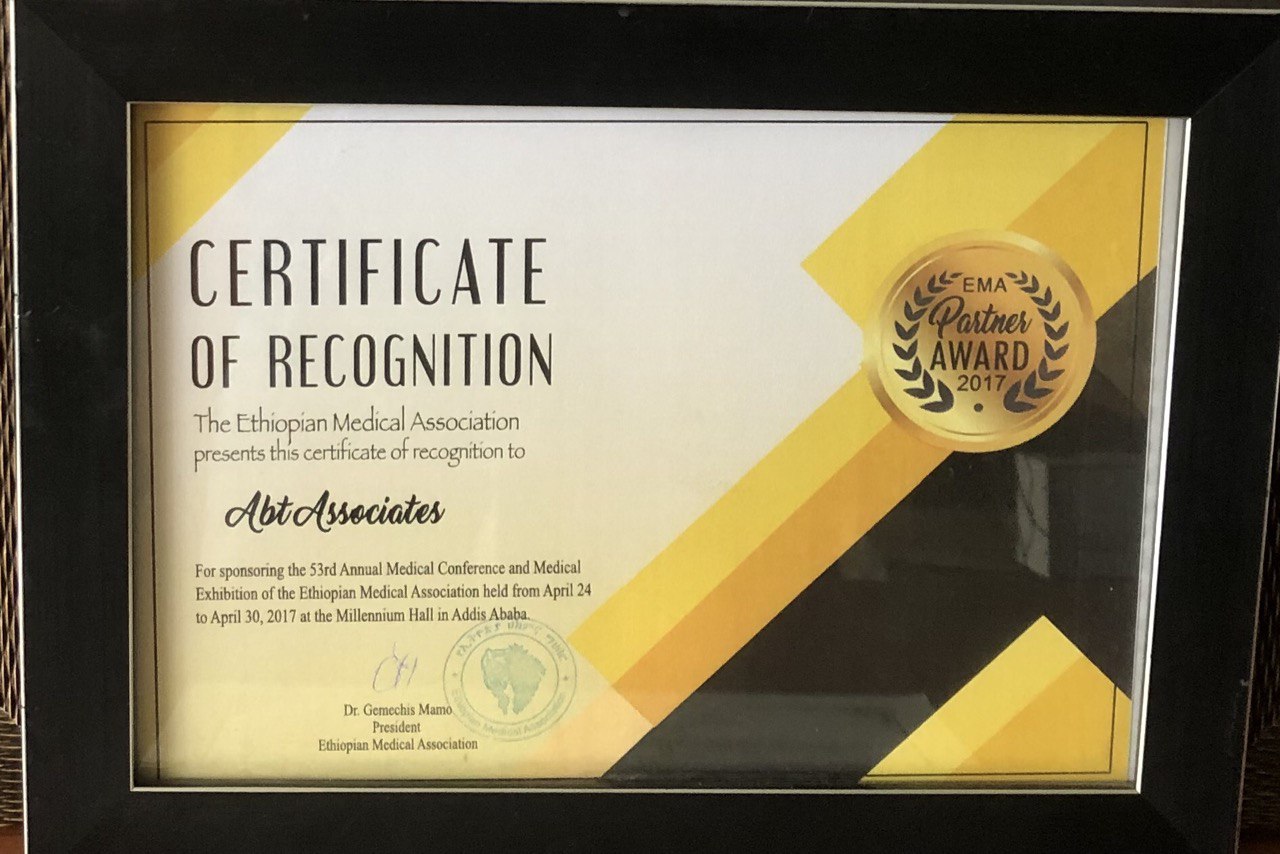 CERTIFICATE
OF RECOGNITION
The Ethiopian Medical Association
presents this certificate of recognition to
Abt Associates
For sponsoring the 53rd Annual Medical Conference and Medical
Exhibition of the Ethiopian Medical Association held from April 24
to April 30, 2017 at the Millennium Hall in Addis Ababa.
Dr. Gemechis Mamo
President
Ethiopian Medical Association
EMA
Partner
AWARD
2017
የኢትዮጵያ ሕክምና ማኅበር
Ethiopian Medical Association